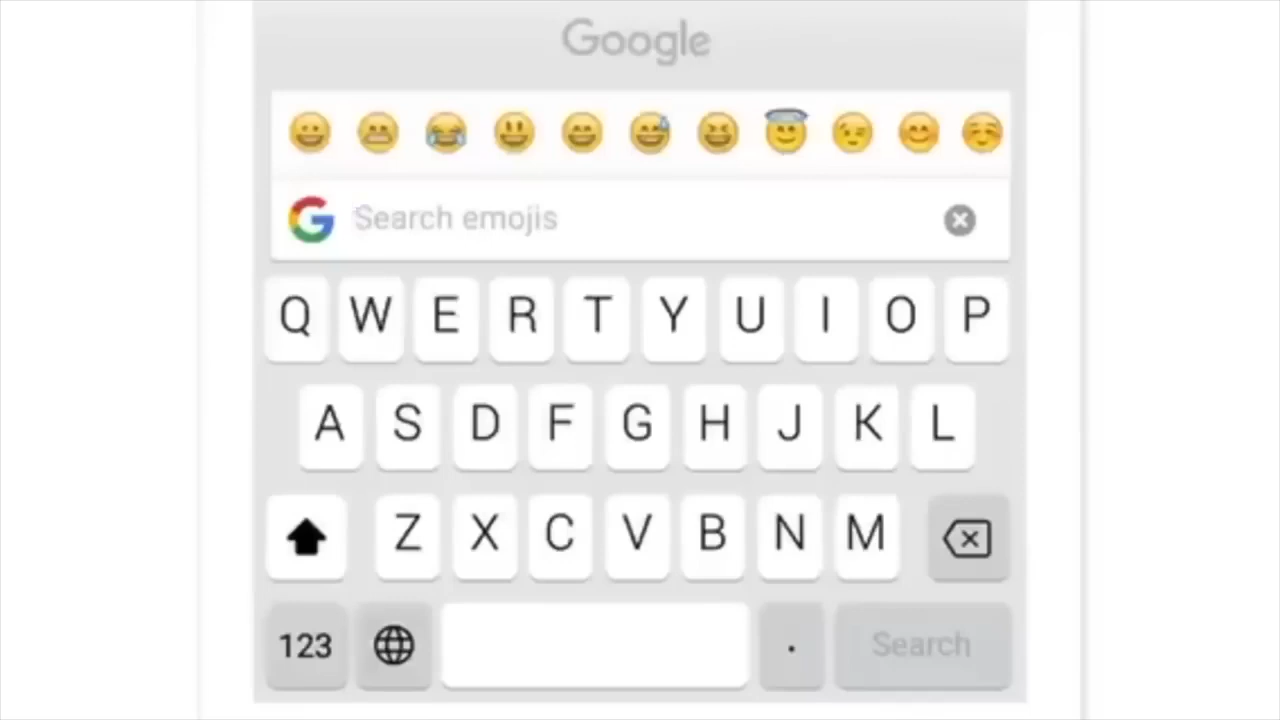 Google
Search emojis
Q W E R T Y U I O P
A S D F G H J K L
Z X C V B N M
123 . Search